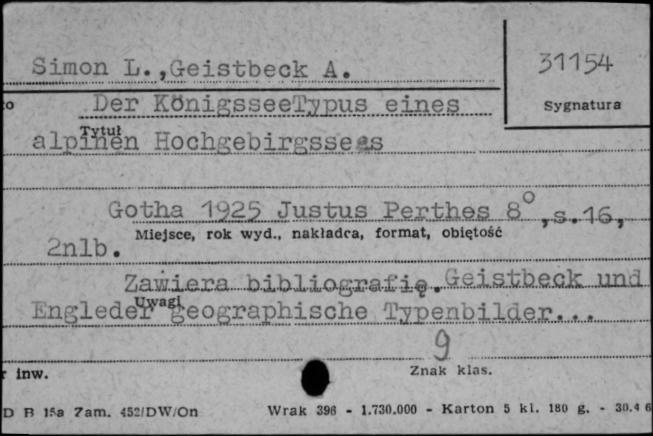 Simon L.,Geistbeck A.
31154
Sygnatura
Der KönigsseeTypus eines
Tytuł
alpinen Hochgebirgssees
Gotha 1925 Justus Perthes 8°,s.16,
Miejsce, rok wyd., nakładca, format, obiętość
2nlb.
Zawiera bibliografię.Geistbeck und
Uwagi
Engleder geographische Typenbilder...
9
inw.
Znak klas.
D B 15a Zam. 452/DW/On Wrak 396 - 1.730.000 - Karton 5 kl. 180 g. - 30.4 6